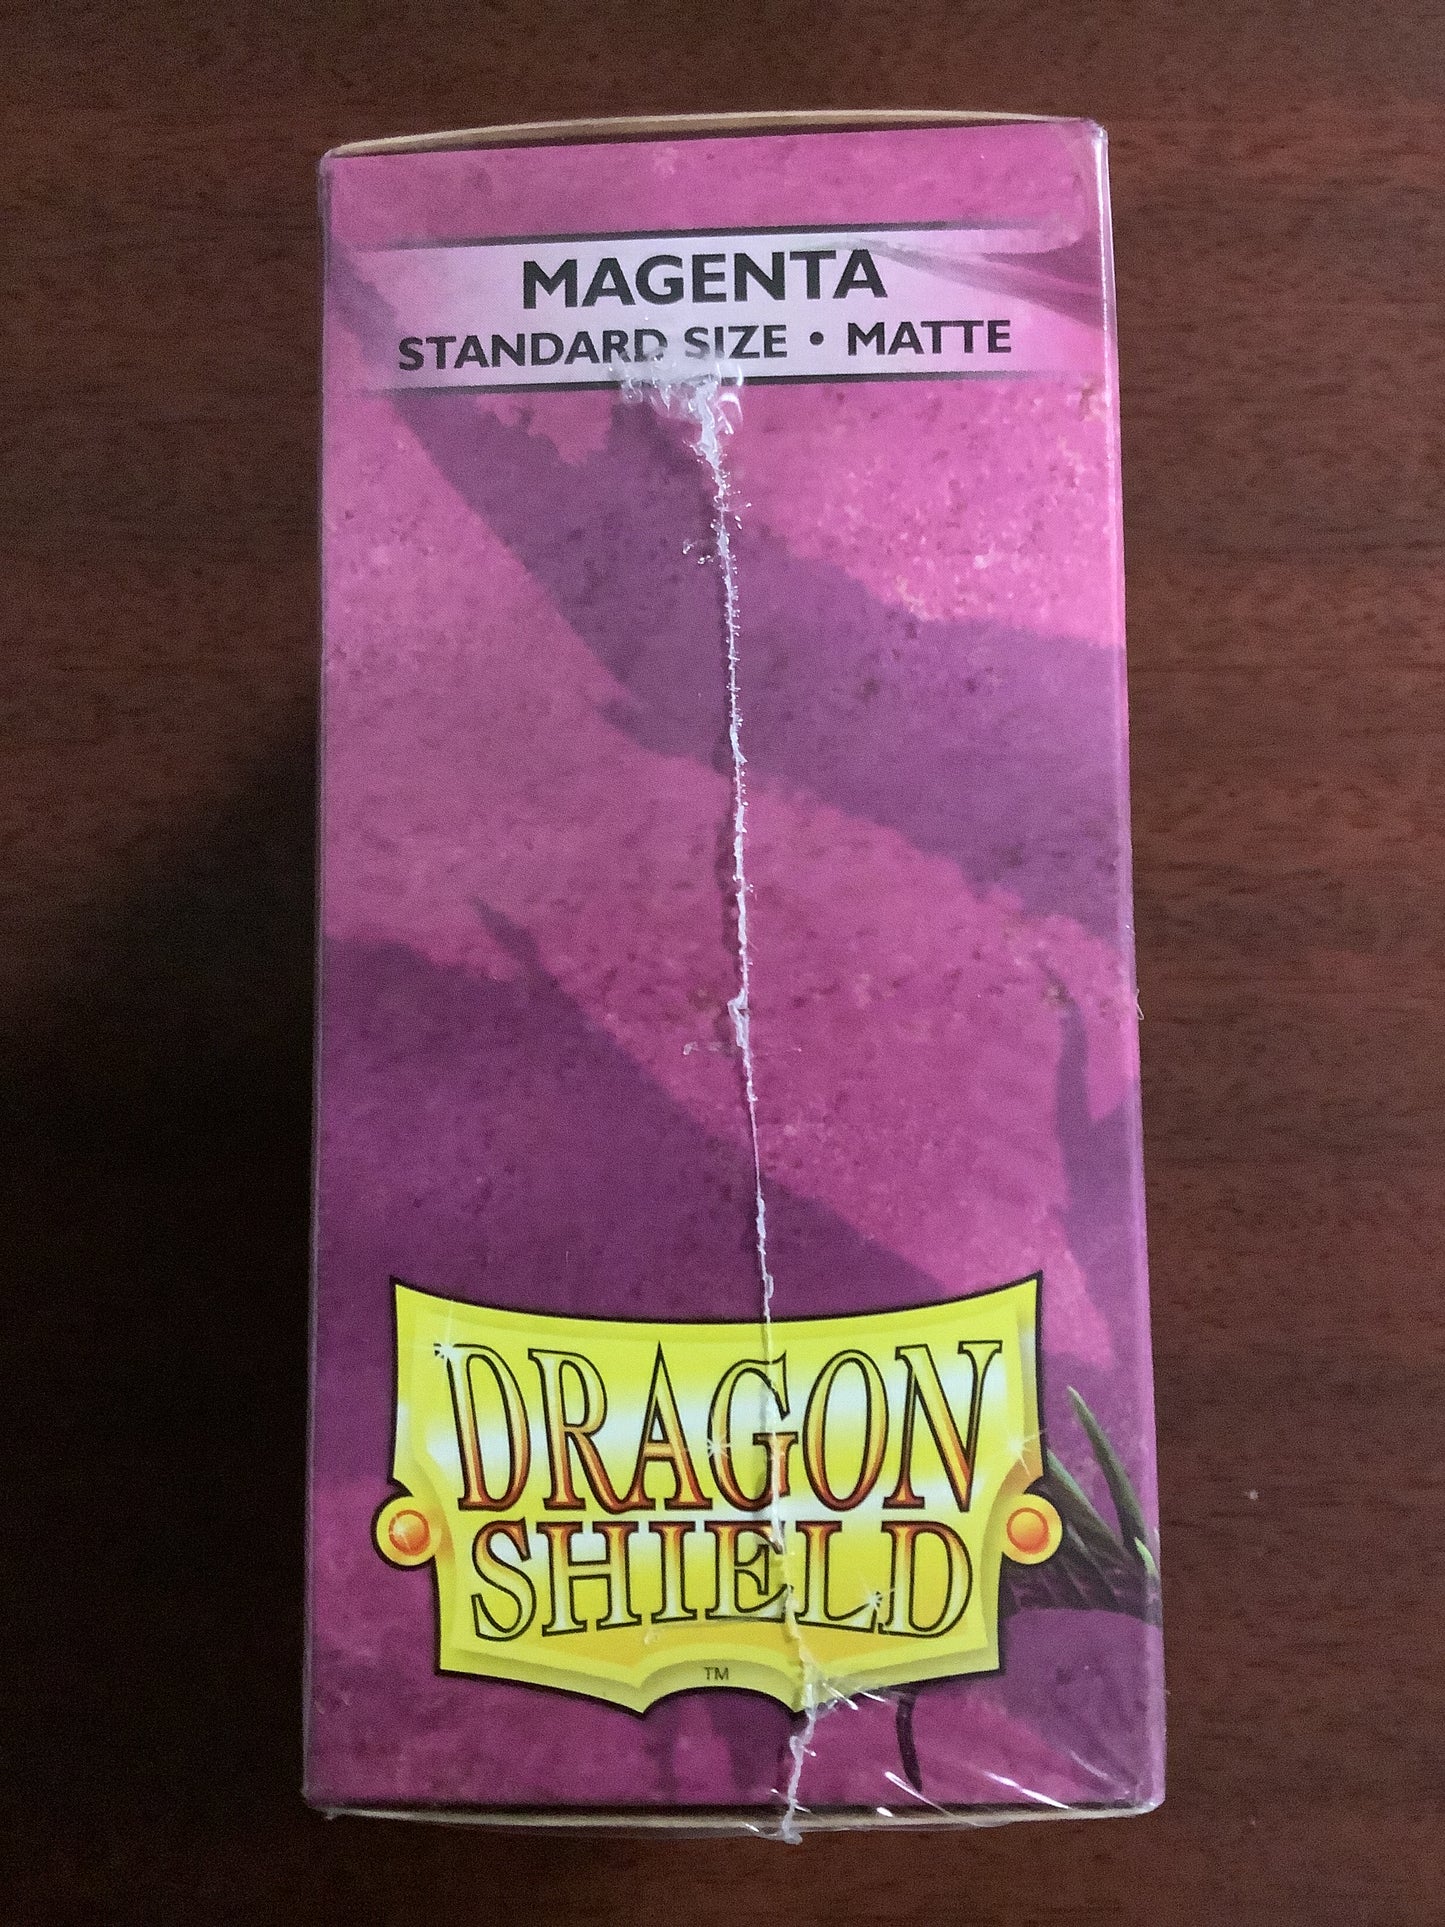 MAGENTA
STANDARD SIZE • MATTE
DRAGON
SHIELD
TM